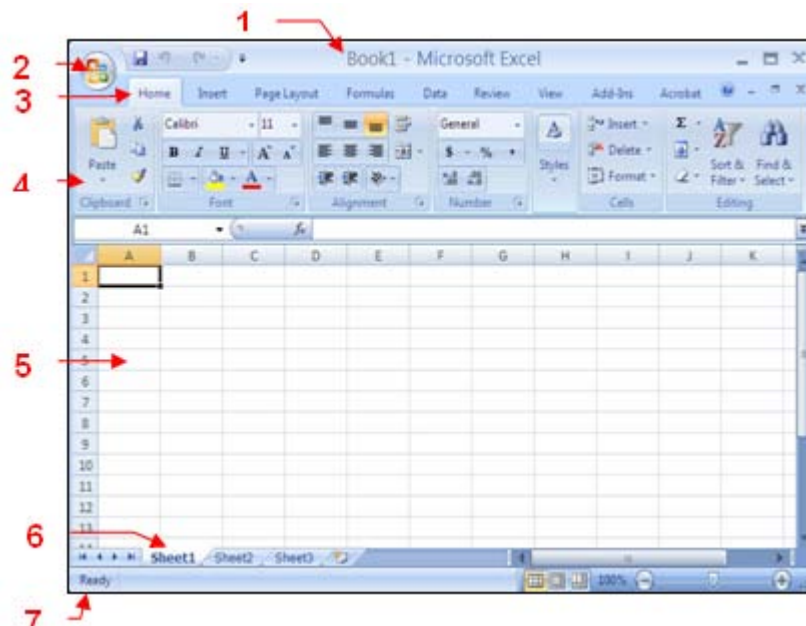 1
Book1 - Microsoft Excel
2
3
Home Insert Page Layout Formulas Data Review View Add-Ins Acrobat
Calibri 11 General Insert Σ
B I U A A $ % , Delete
Paste Styles Format Sort & Filter Find & Select
4
Clipboard Font Alignment Number Cells Editing
A1 fx
A B C D E F G H I J K
1
2
3
4
5
5
6
7
8
9
10
11
12
13
6
Sheet1 Sheet2 Sheet3
Ready 100%
7